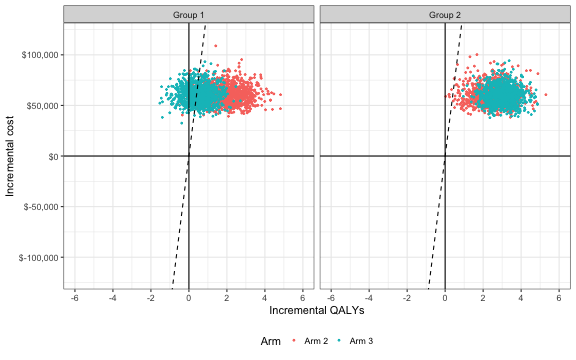 Group 1
Group 2
Incremental cost
$100,000
$50,000
$0
$-50,000
$-100,000
-6 -4 -2 0 2 4 6
-6 -4 -2 0 2 4 6
Incremental QALYs
Arm Arm 2 Arm 3